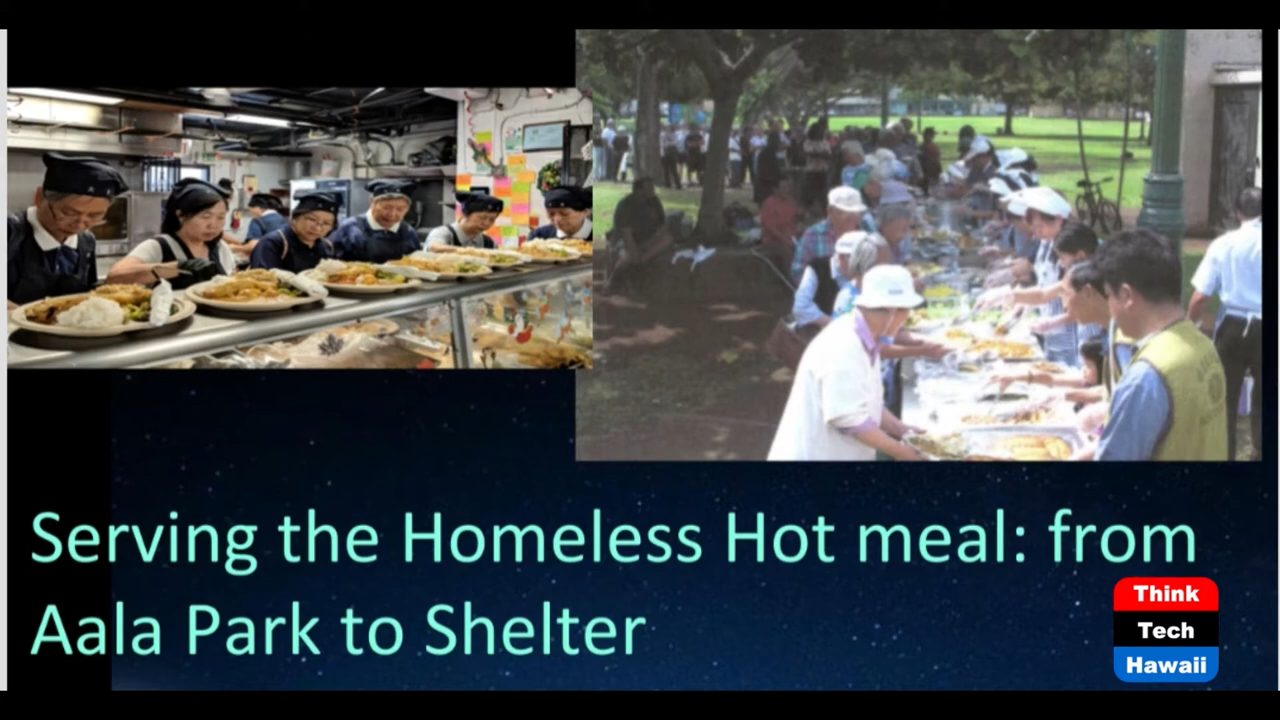 Serving the Homeless Hot meal: from
Aala Park to Shelter
Think
Tech
Hawaii